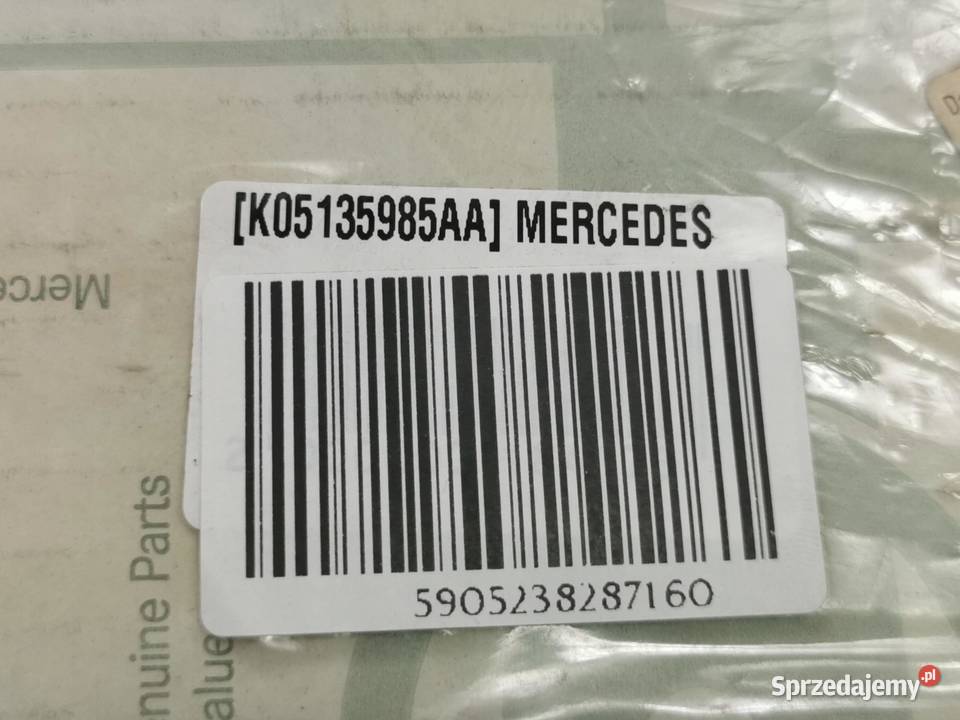 [K05135985AA] MERCEDES
5905238287160
nuine Parts
alue
Merce
Sprzedajemy.pl